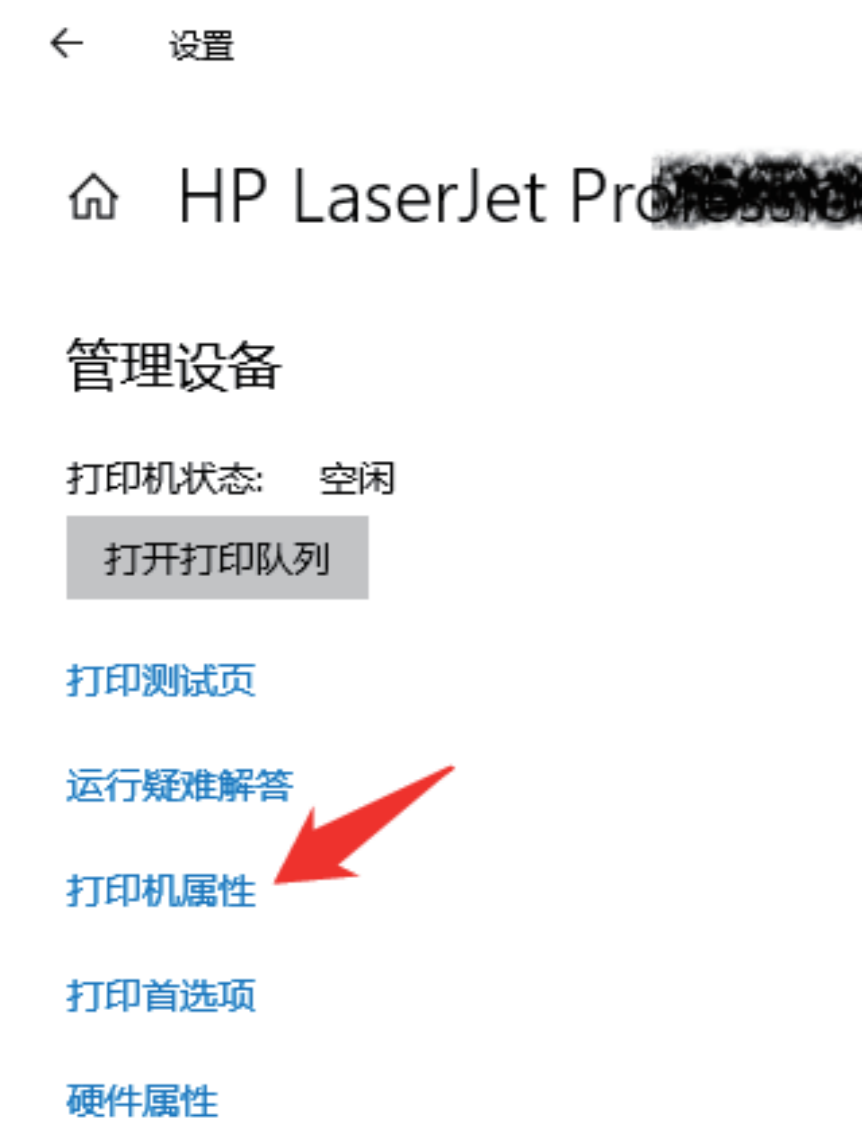 设置
HP LaserJet Pro
管理设备
打印机状态: 空闲
打开打印队列
打印测试页
运行疑难解答
打印机属性
打印首选项
硬件属性